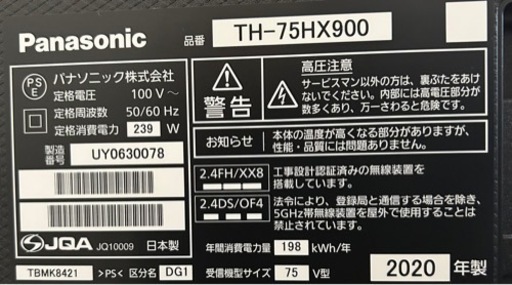 Panasonic
品番 TH-75HX900
PS
E
パナソニック株式会社
定格電圧 100 V～
定格周波数 50/60 Hz
定格消費電力 239 W
製造
番号 UY0630078
JQA JQ10009 日本製
TBMK8421 >PS< 区分名 DG1
警告
高圧注意
サービスマン以外の方は、裏ぶたをあけ
ないでください。内部には高電圧部分が
数多くあり、万一さわると危険です。
お知らせ
本体の温度が高くなる部分がありますが、
性能・品質には問題ありません。
2.4FH/XX8
2.4DS/OF4
工事設計認証済みの無線装置を
搭載しています。
法令により、登録局と通信する場合を除き、
5GHz帯無線装置を屋外で使用することは
禁止されています。
年間消費電力量 198 kWh/年
受信機型サイズ 75 V型
2020 年製